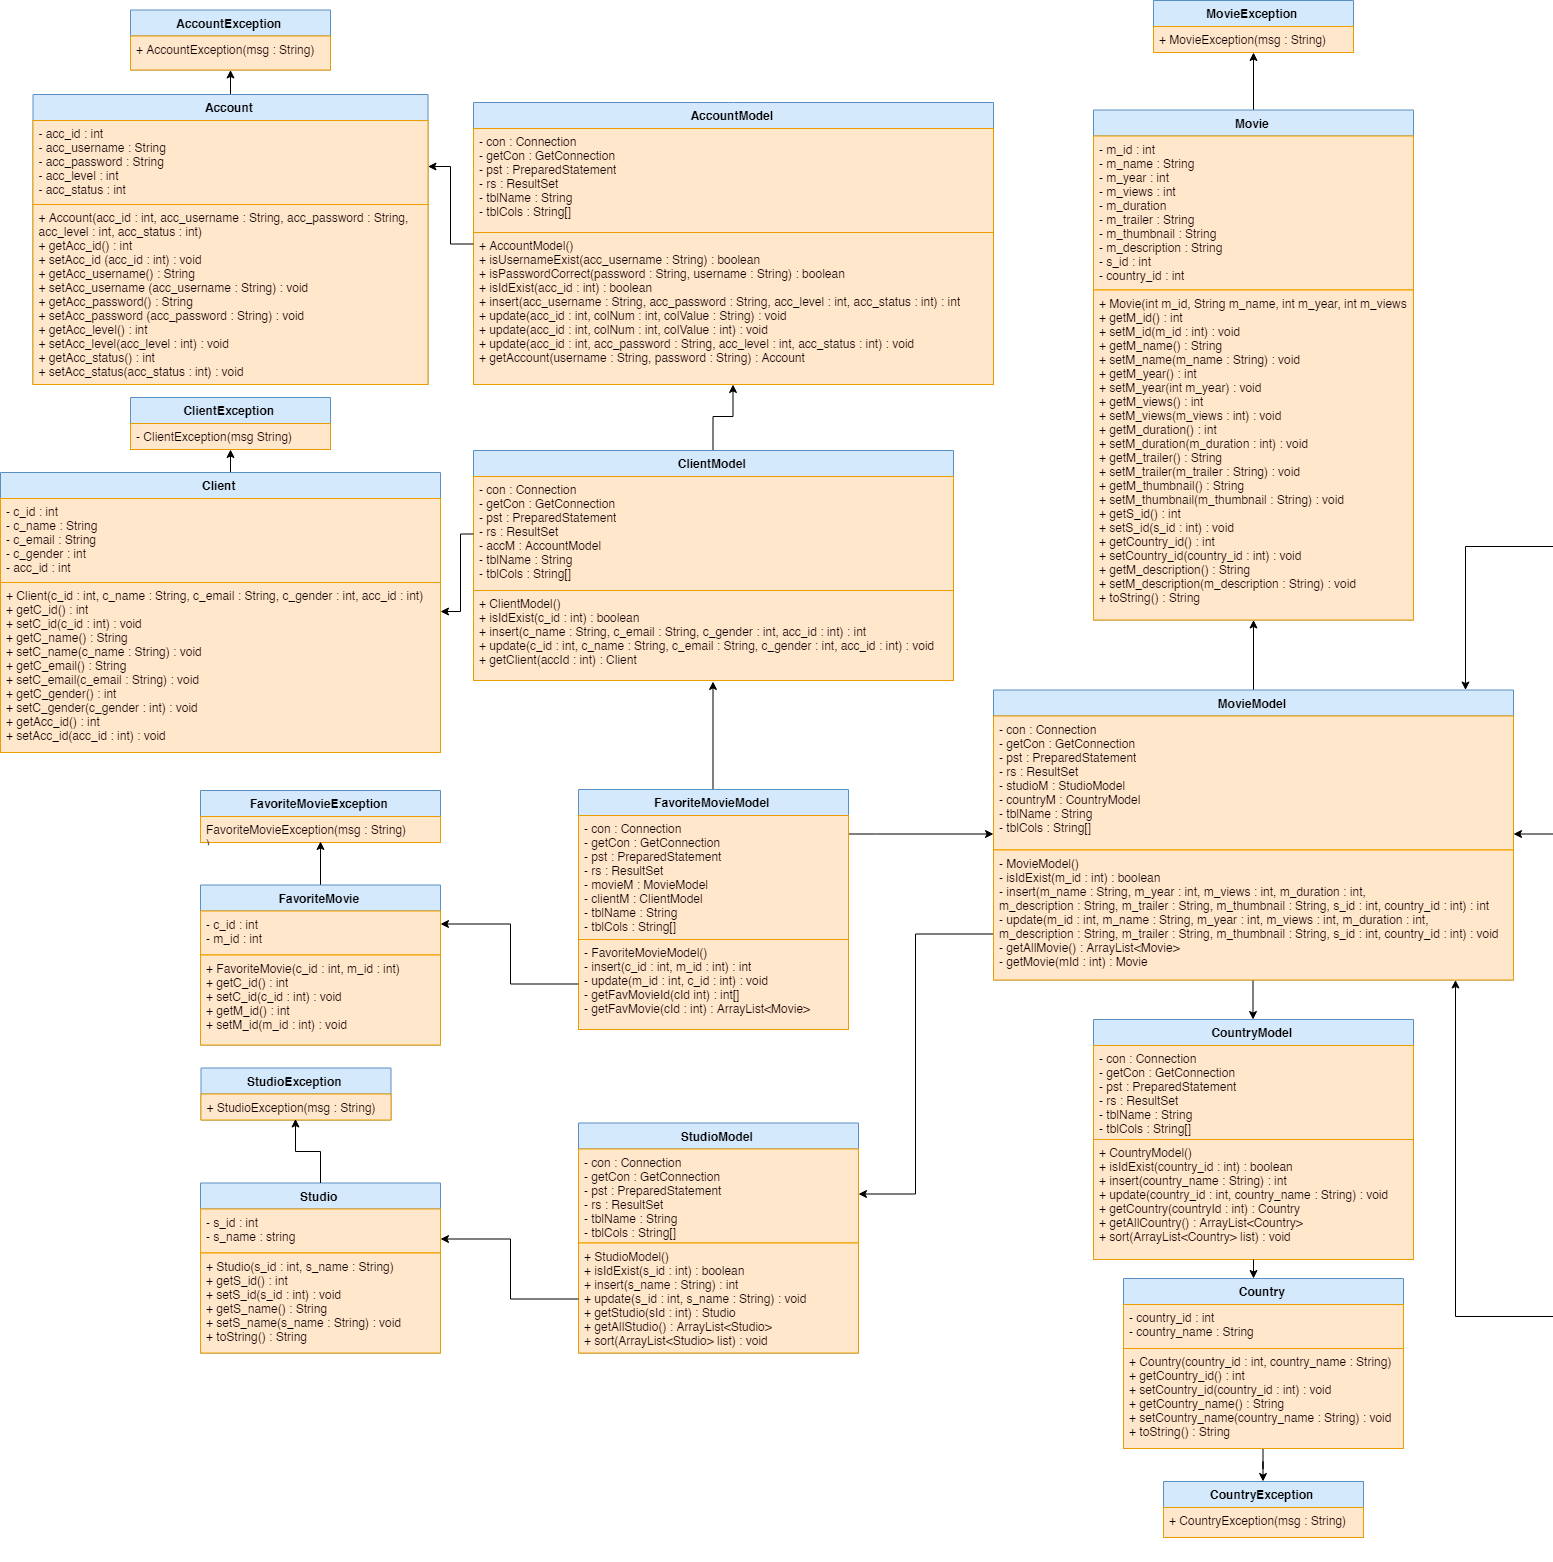 AccountException
+ AccountException(msg : String)
Account
- acc_id : int
- acc_username : String
- acc_password : String
- acc_level : int
- acc_status : int
+ Account(acc_id : int, acc_username : String, acc_password : String,
acc_level : int, acc_status : int)
+ getAcc_id() : int
+ setAcc_id (acc_id : int) : void
+ getAcc_username() : String
+ setAcc_username (acc_username : String) : void
+ getAcc_password() : String
+ setAcc_password (acc_password : String) : void
+ getAcc_level() : int
+ setAcc_level(acc_level : int) : void
+ getAcc_status() : int
+ setAcc_status(acc_status : int) : void
AccountModel
- con : Connection
- getCon : GetConnection
- pst : PreparedStatement
- rs : ResultSet
- tblName : String
- tblCols : String[]
+ AccountModel()
+ isUsernameExist(acc_username : String) : boolean
+ isPasswordCorrect(password : String, username : String) : boolean
+ isIdExist(acc_id : int) : boolean
+ insert(acc_username : String, acc_password : String, acc_level : int, acc_status : int) : int
+ update(acc_id : int, colNum : int, colValue : String) : void
+ update(acc_id : int, colNum : int, colValue : int) : void
+ update(acc_id : int, acc_password : String, acc_level : int, acc_status : int) : void
+ getAccount(username : String, password : String) : Account
MovieException
+ MovieException(msg : String)
Movie
- m_id : int
- m_name : String
- m_year : int
- m_views : int
- m_duration
- m_trailer : String
- m_thumbnail : String
- m_description : String
- s_id : int
- country_id : int
+ Movie(int m_id, String m_name, int m_year, int m_views
+ getM_id() : int
+ setM_id(m_id : int) : void
+ getM_name() : String
+ setM_name(m_name : String) : void
+ getM_year() : int
+ setM_year(int m_year) : void
+ getM_views() : int
+ setM_views(m_views : int) : void
+ getM_duration() : int
+ setM_duration(m_duration : int) : void
+ getM_trailer() : String
+ setM_trailer(m_trailer : String) : void
+ getM_thumbnail() : String
+ setM_thumbnail(m_thumbnail : String) : void
+ getS_id() : int
+ setS_id(s_id : int) : void
+ getCountry_id() : int
+ setCountry_id(country_id : int) : void
+ getM_description() : String
+ setM_description(m_description : String) : void
+ toString() : String
ClientException
- ClientException(msg String)
Client
- c_id : int
- c_name : String
- c_email : String
- c_gender : int
- acc_id : int
+ Client(c_id : int, c_name : String, c_email : String, c_gender : int, acc_id : int)
+ getC_id() : int
+ setC_id(c_id : int) : void
+ getC_name() : String
+ setC_name(c_name : String) : void
+ getC_email() : String
+ setC_email(c_email : String) : void
+ getC_gender() : int
+ setC_gender(c_gender : int) : void
+ getAcc_id() : int
+ setAcc_id(acc_id : int) : void
ClientModel
- con : Connection
- getCon : GetConnection
- pst : PreparedStatement
- rs : ResultSet
- accM : AccountModel
- tblName : String
- tblCols : String[]
+ ClientModel()
+ isIdExist(c_id : int) : boolean
+ insert(c_name : String, c_email : String, c_gender : int, acc_id : int) : int
+ update(c_id : int, c_name : String, c_email : String, c_gender : int, acc_id : int) : void
+ getClient(accId : int) : Client
MovieModel
- con : Connection
- getCon : GetConnection
- pst : PreparedStatement
- rs : ResultSet
- studioM : StudioModel
- countryM : CountryModel
- tblName : String
- tblCols : String[]
- MovieModel()
- isIdExist(m_id : int) : boolean
- insert(m_name : String, m_year : int, m_views : int, m_duration : int,
m_description : String, m_trailer : String, m_thumbnail : String, s_id : int, country_id : int) : int
- update(m_id : int, m_name : String, m_year : int, m_views : int, m_duration : int,
m_description : String, m_trailer : String, m_thumbnail : String, s_id : int, country_id : int) : void
- getAllMovie() : ArrayList<Movie>
- getMovie(mId : int) : Movie
FavoriteMovieException
FavoriteMovieException(msg : String)
\
FavoriteMovie
- c_id : int
- m_id : int
+ FavoriteMovie(c_id : int, m_id : int)
+ getC_id() : int
+ setC_id(c_id : int) : void
+ getM_id() : int
+ setM_id(m_id : int) : void
FavoriteMovieModel
- con : Connection
- getCon : GetConnection
- pst : PreparedStatement
- rs : ResultSet
- movieM : MovieModel
- clientM : ClientModel
- tblName : String
- tblCols : String[]
- FavoriteMovieModel()
- insert(c_id : int, m_id : int) : int
- update(m_id : int, c_id : int) : void
- getFavMovieId(cId int) : int[]
- getFavMovie(cId : int) : ArrayList<Movie>
StudioException
+ StudioException(msg : String)
Studio
- s_id : int
- s_name : string
+ Studio(s_id : int, s_name : String)
+ getS_id() : int
+ setS_id(s_id : int) : void
+ getS_name() : String
+ setS_name(s_name : String) : void
+ toString() : String
StudioModel
- con : Connection
- getCon : GetConnection
- pst : PreparedStatement
- rs : ResultSet
- tblName : String
- tblCols : String[]
+ StudioModel()
+ isIdExist(s_id : int) : boolean
+ insert(s_name : String) : int
+ update(s_id : int, s_name : String) : void
+ getStudio(sId : int) : Studio
+ getAllStudio() : ArrayList<Studio>
+ sort(ArrayList<Studio> list) : void
CountryModel
- con : Connection
- getCon : GetConnection
- pst : PreparedStatement
- rs : ResultSet
- tblName : String
- tblCols : String[]
+ CountryModel()
+ isIdExist(country_id : int) : boolean
+ insert(country_name : String) : int
+ update(country_id : int, country_name : String) : void
+ getCountry(countryId : int) : Country
+ getAllCountry() : ArrayList<Country>
+ sort(ArrayList<Country> list) : void
Country
- country_id : int
- country_name : String
+ Country(country_id : int, country_name : String)
+ getCountry_id() : int
+ setCountry_id(country_id : int) : void
+ getCountry_name() : String
+ setCountry_name(country_name : String) : void
+ toString() : String
CountryException
+ CountryException(msg : String)